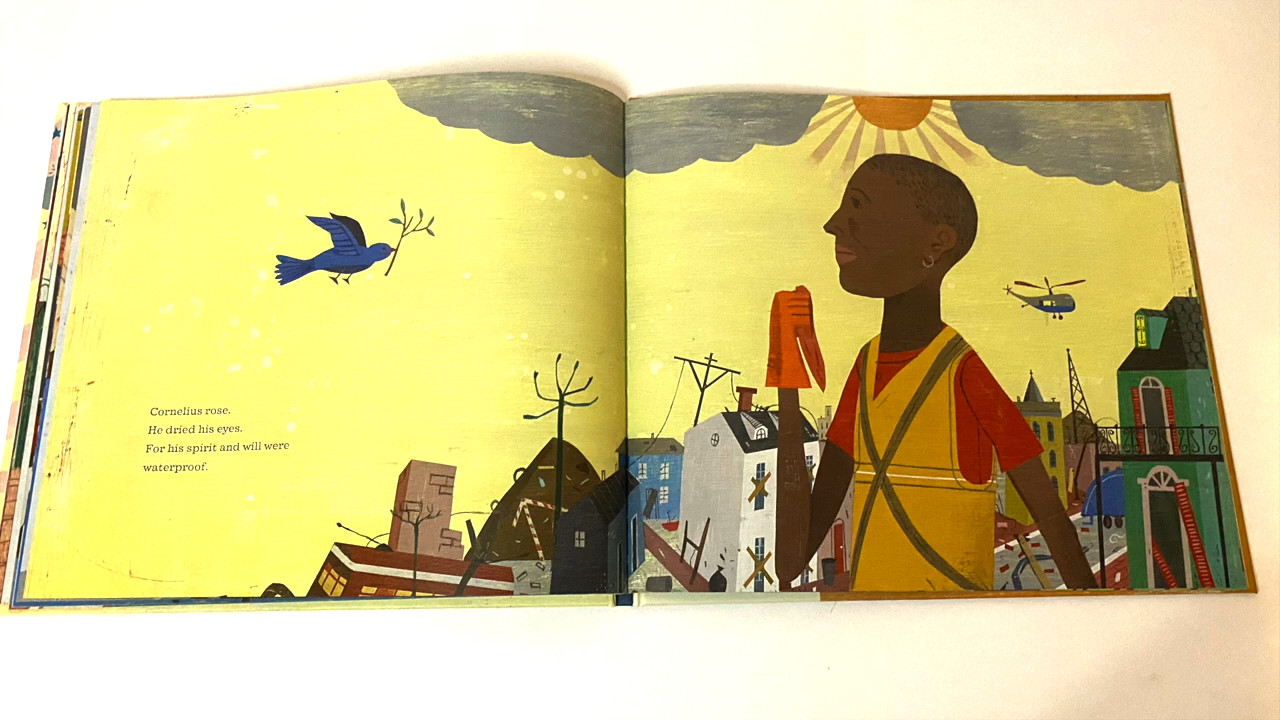 Cornelius rose.
He dried his eyes.
For his spirit and will were
waterproof.